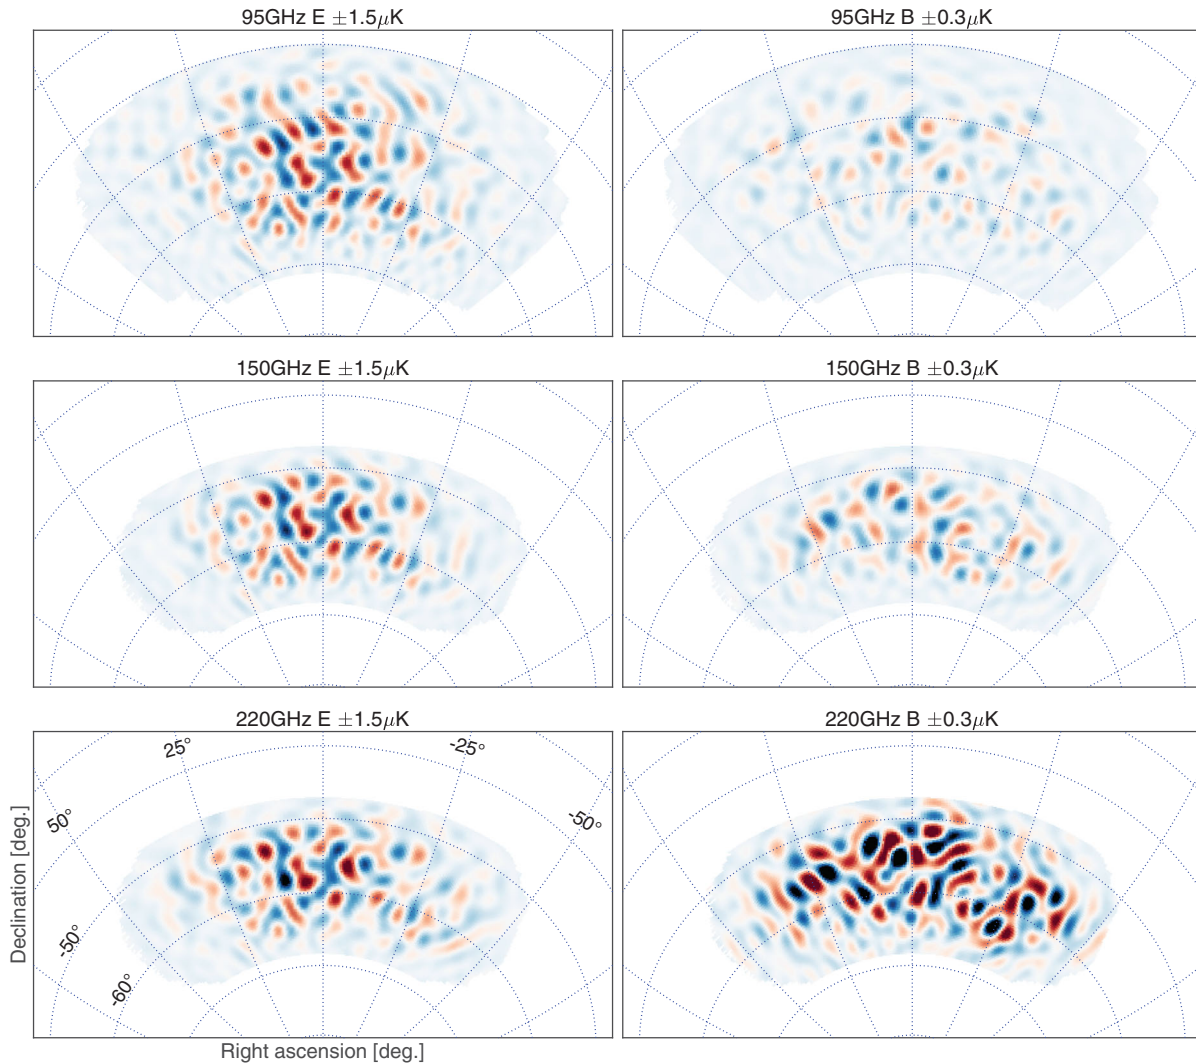 95GHz E ±1.5μK
95GHz B ±0.3μK
150GHz E ±1.5μK
150GHz B ±0.3μK
220GHz E ±1.5μK
220GHz B ±0.3μK
25°
-25°
50°
-50°
-50°
-60°
Declination [deg.]
Right ascension [deg.]